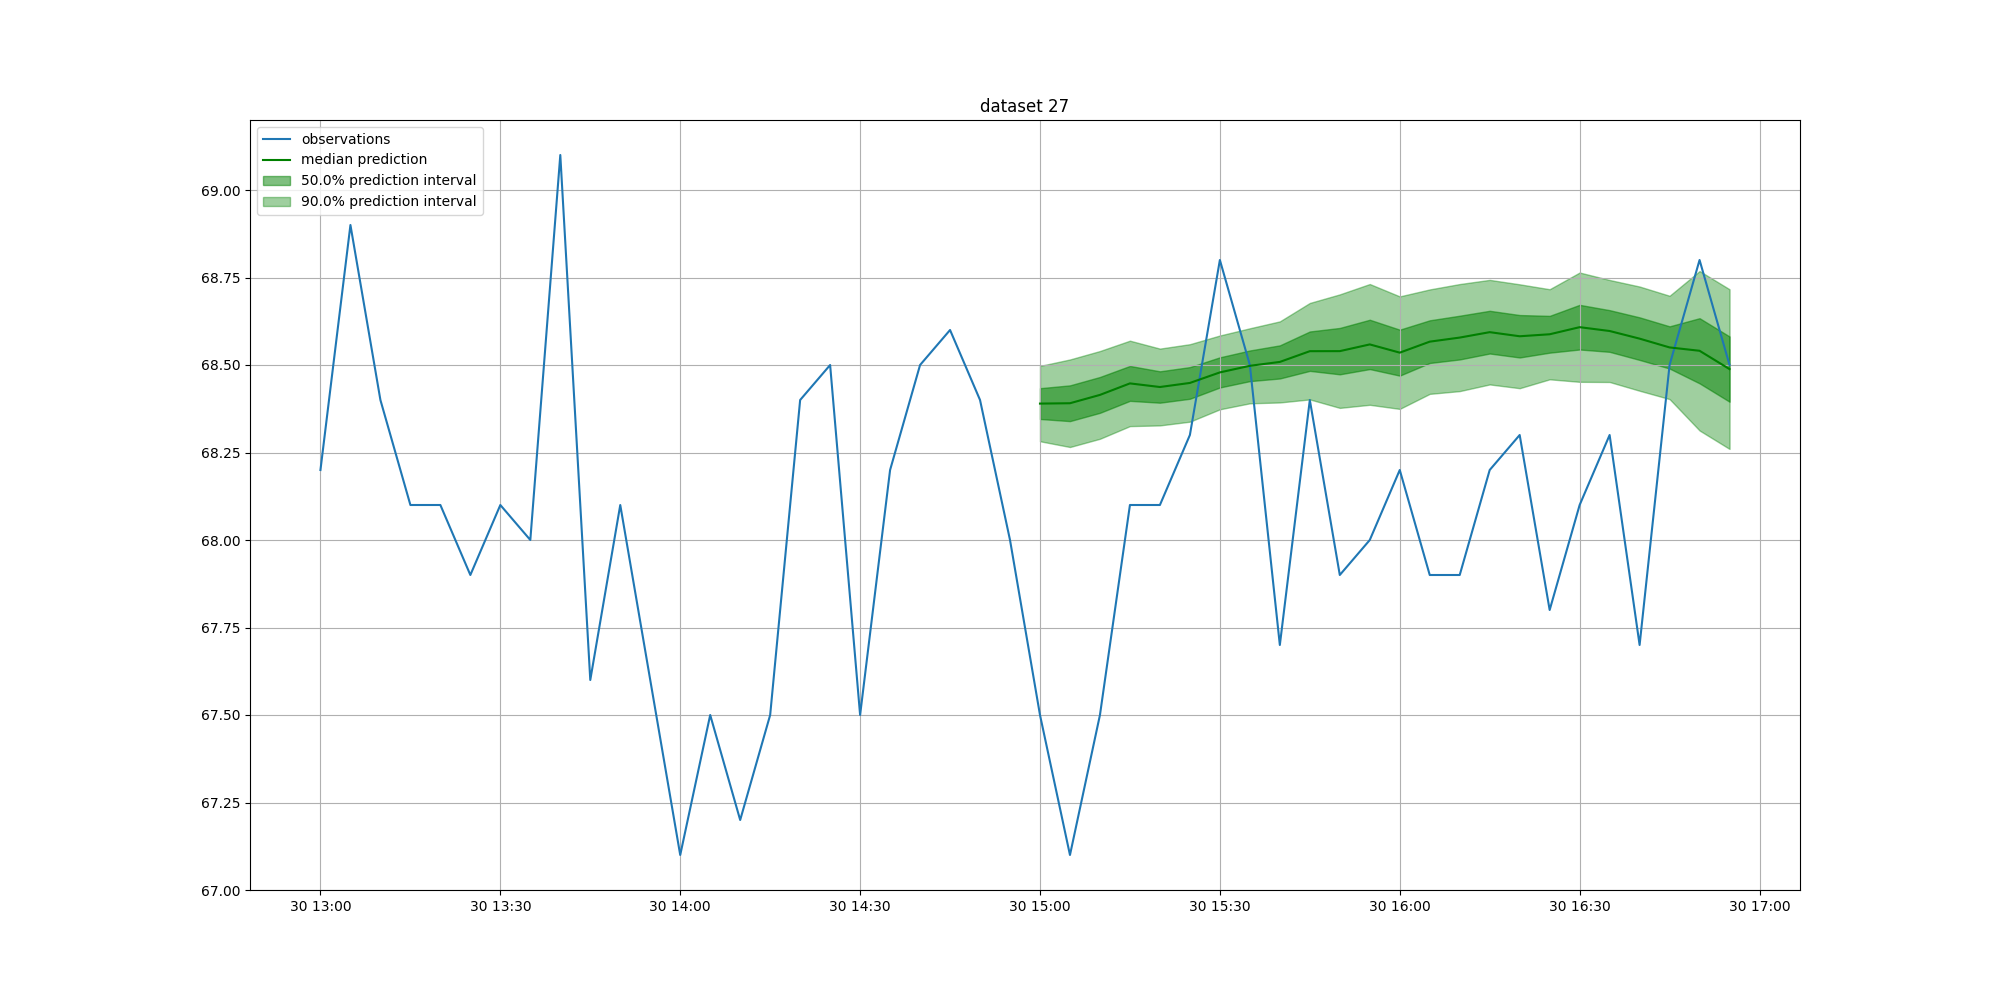 dataset 27
observations
median prediction
50.0% prediction interval
90.0% prediction interval
69.00
68.75
68.50
68.25
68.00
67.75
67.50
67.25
67.00
30 13:00 30 13:30 30 14:00 30 14:30 30 15:00 30 15:30 30 16:00 30 16:30 30 17:00